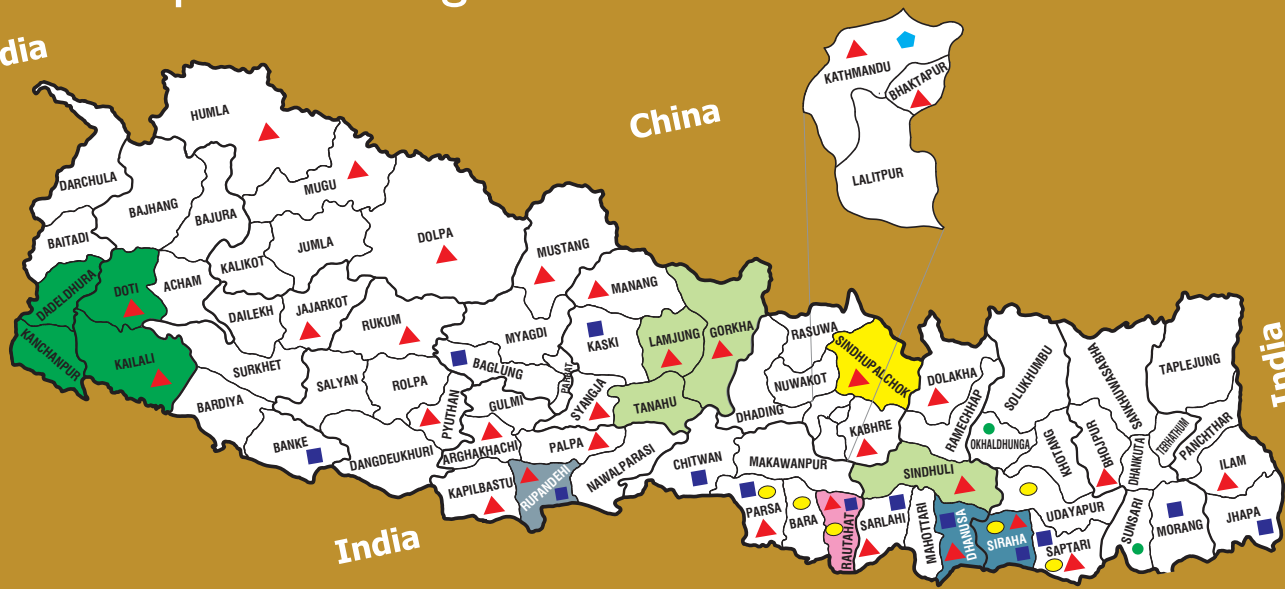 dia
China
India
India
HUMLA
DARCHULA
BAJHANG
BAJURA
MUGU
BAITADI
JUMLA
KALIKOT
DOLPA
MUSTANG
MANANG
DADELDHURA
DOTI
ACHAM
DAILEKH
JAJARKOT
RUKUM
MYAGDI
KASKI
LAMJUNG
GORKHA
KANCHANPUR
KAILALI
SURKHET
BARDIYA
SALYAN
ROLPA
BAGLUNG
PARBAT
SYANGJA
TANAHU
PYUTHAN
GULMI
BANKE
DANGDEUKHURI
ARGHAKHACHI
PALPA
KAPILBASTU
RUPANDEHI
NAWALPARASI
CHITWAN
RASUWA
NUWAKOT
DHADING
SINDHUPALCHOK
MAKAWANPUR
KABHRE
DOLAKHA
RAMECHHAP
SINDHULI
PARSA
BARA
RAUTAHAT
SARLAHI
MAHOTTARI
DHANUSA
SIRAHA
OKHALDHUNGA
SOLUKHUMBU
SANKHUWASABHA
KHOTANG
BHOJPUR
DHANKUTA
TERHATHUM
PANCHTHAR
TAPLEJUNG
UDAYAPUR
SAPTARI
SUNSARI
MORANG
ILAM
JHAPA
KATHMANDU
BHAKTAPUR
LALITPUR